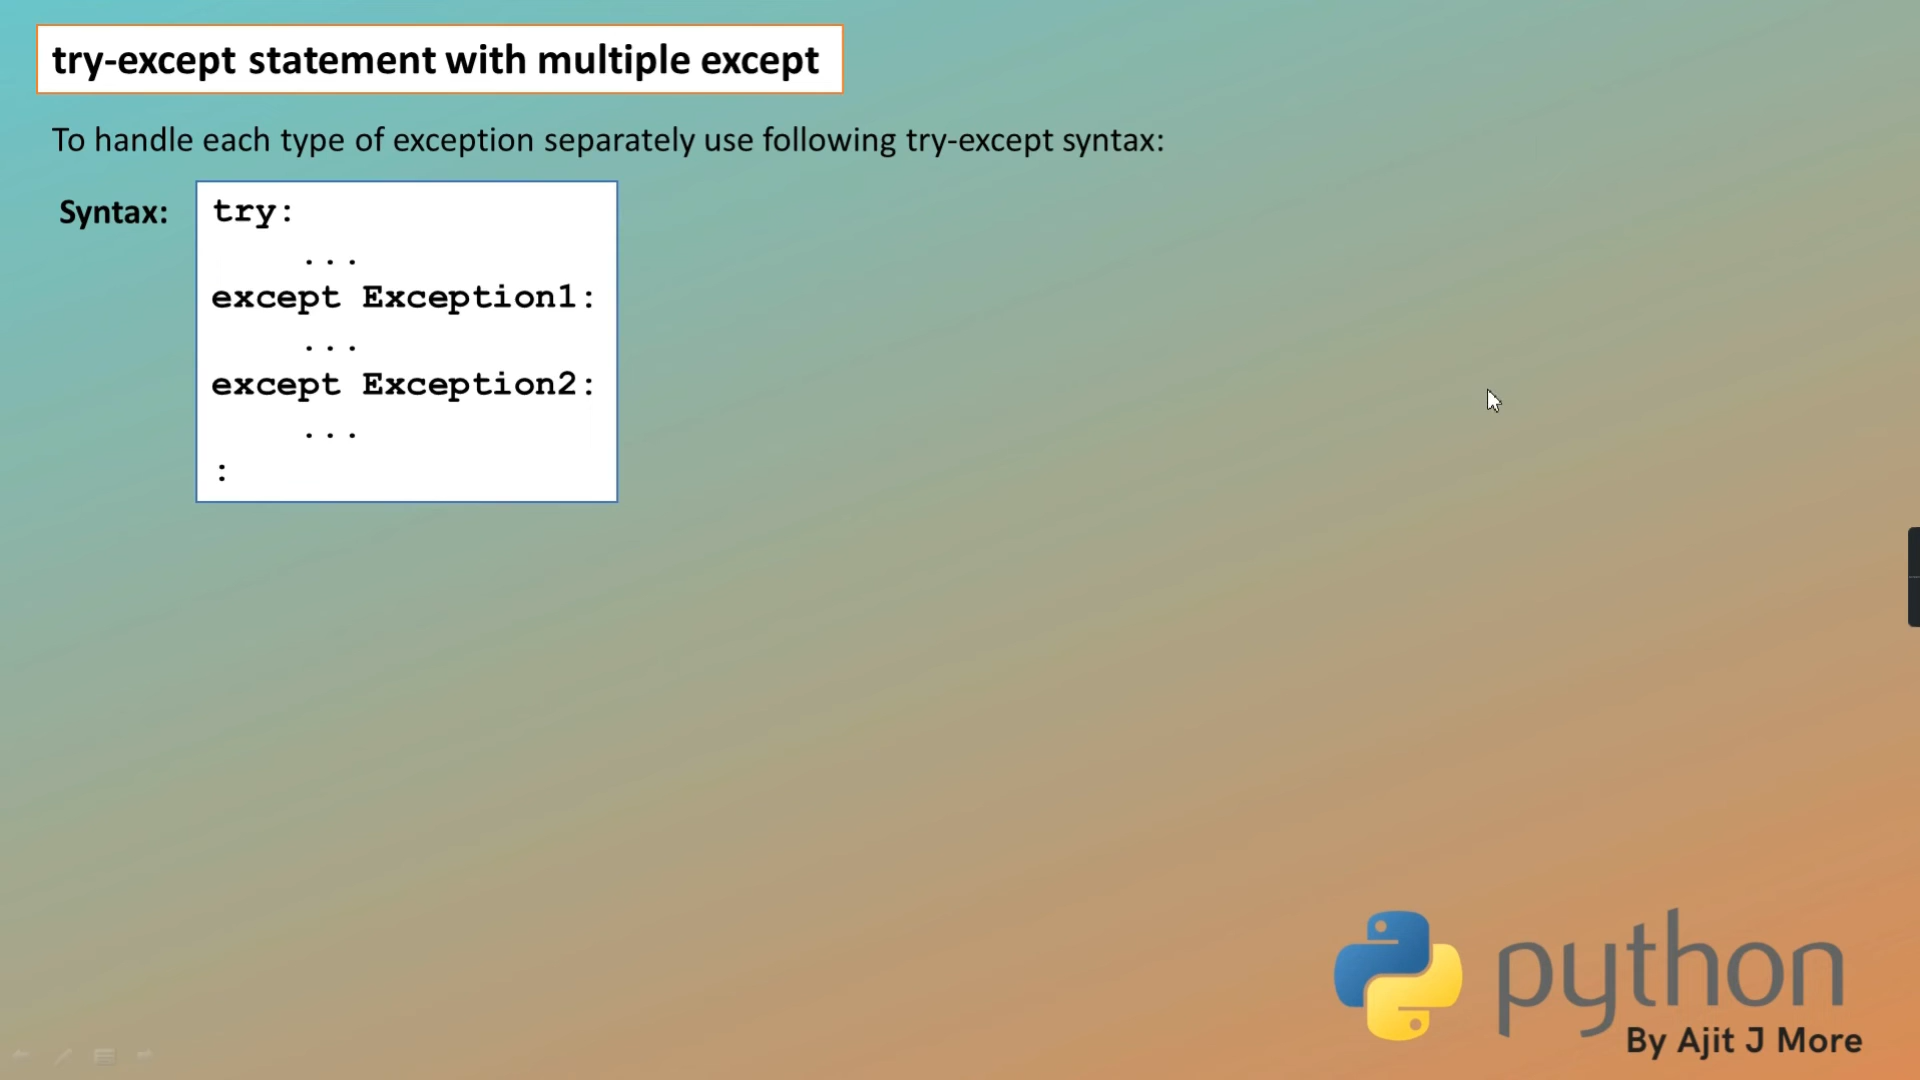 try-except statement with multiple except
To handle each type of exception separately use following try-except syntax:
Syntax:
try:
...
except Exception1:
...
except Exception2:
...
:
python
By Ajit J More